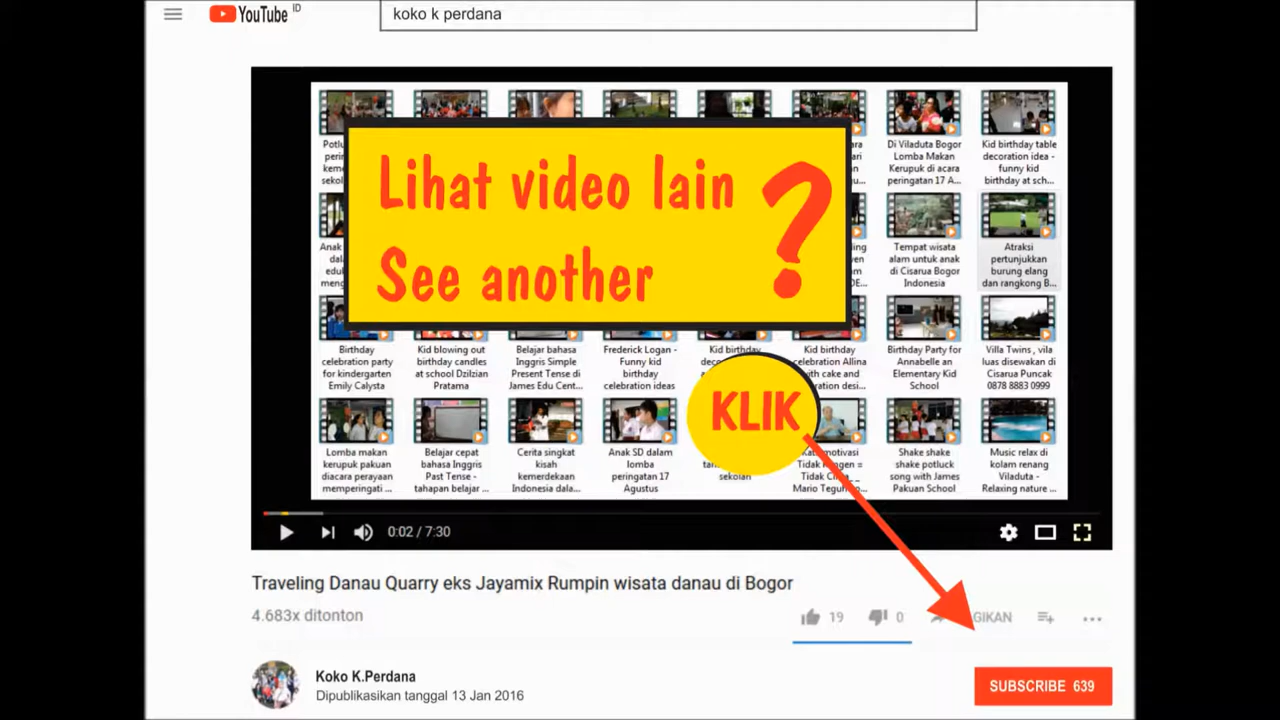 YouTube ID
koko k perdana
Di Viladuta Bogor
Lomba Makan
Kerupuk di acara
peringatan 17 A...
Kid birthday table
decoration idea -
funny kid
birthday at sch...
Lihat video lain
See another
?
Tempat wisata
alam untuk anak
di Cisarua Bogor
Indonesia
Atraksi
pertunjukkan
burung elang
dan rangkong B...
Birthday
celebration party
for kindergarten
Emily Calysta
Kid blowing out
birthday candles
at school Dzilzian
Pratama
Belajar bahasa
Inggris Simple
Present Tense di
James Edu Cent...
Frederick Logan -
Funny kid
birthday
celebration ideas
Kid birthday
Kid birthday
celebration Allina
with cake and
Birthday Party for
Annabelle an
Elementary Kid
School
Villa Twins , vila
luas disewakan di
Cisarua Puncak
0878 8883 0999
KLIK
Lomba makan
kerupuk pakuan
diacara perayaan
memperingati ...
Belajar cepat
bahasa Inggris
Past Tense -
tahapan belajar ...
Cerita singkat
kisah
kemerdekaan
Indonesia dala...
Anak SD dalam
lomba
peringatan 17
Agustus
sekolah
Kata motivasi
Mario Teguh
Shake shake
shake potluck
song with James
Pakuan School
Music relax di
kolam renang
Viladuta -
Relaxing nature ...
0:02 / 7:30
Traveling Danau Quarry eks Jayamix Rumpin wisata danau di Bogor
4.683x ditonton
19
0
GIKAN
Koko K.Perdana
Dipublikasikan tanggal 13 Jan 2016
SUBSCRIBE 639